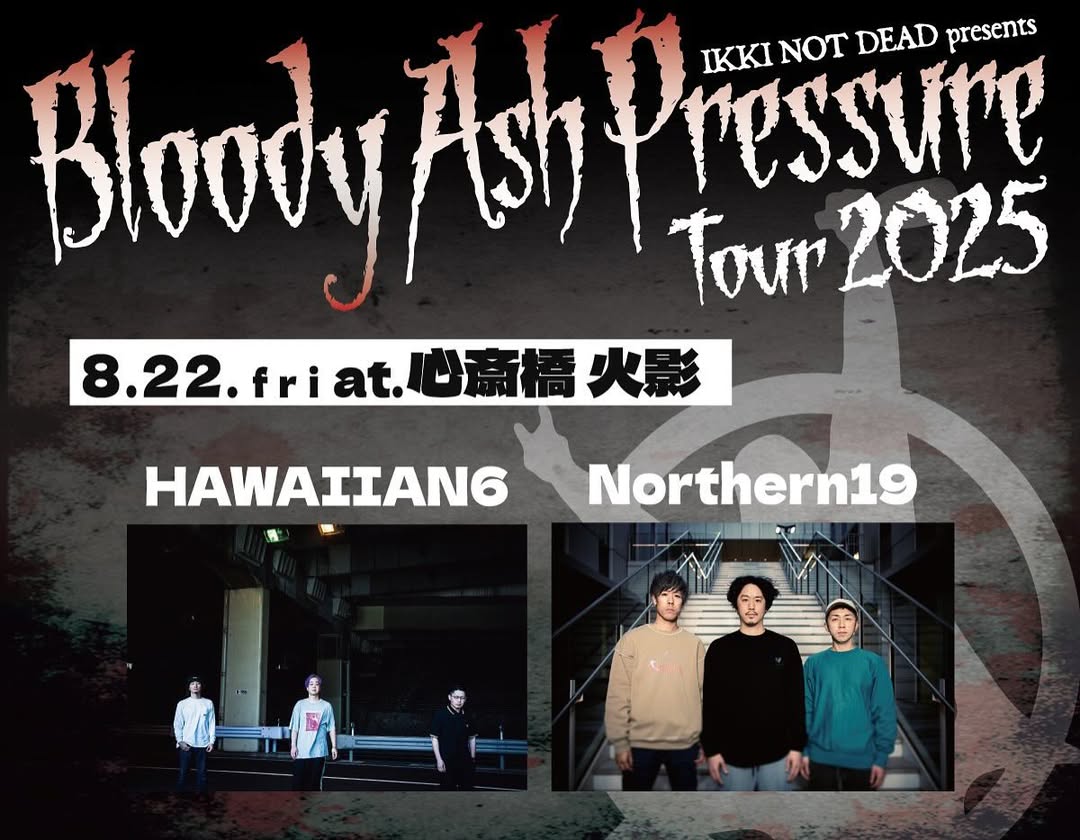 IKKI NOT DEAD presents
Bloody Ash Pressure
Tour 2025
8.22.fri at.心斎橋 火影
HAWAIIAN6
Northern19